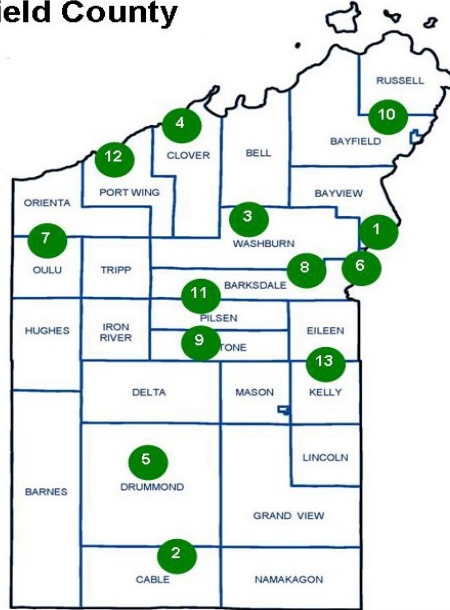 ield County
RUSSELL
10
BAYFIELD
4
CLOVER
BELL
12
PORT WING
BAYVIEW
ORIENTA
3
WASHBURN
1
7
OULU
TRIPP
8
6
BARKSDALE
11
PILSEN
HUGHES
IRON
RIVER
EILEEN
9
TONE
13
DELTA
MASON
KELLY
5
DRUMMOND
LINCOLN
BARNES
GRAND VIEW
2
CABLE
NAMAKAGON